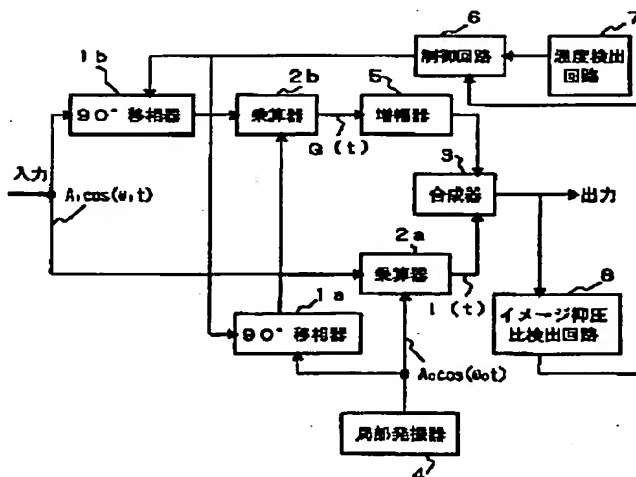 6
7
1b
制御回路
温度検出
回路
2b
5
90°移相器
乗算器
増幅器
Q(t)
3
入力
合成器
出力
A₁cos(ω₁t)
2a
乗算器
8
1a
I(t)
イメージ抑圧
比検出回路
90°移相器
A₀cos(ω₀t)
局部発振器
4